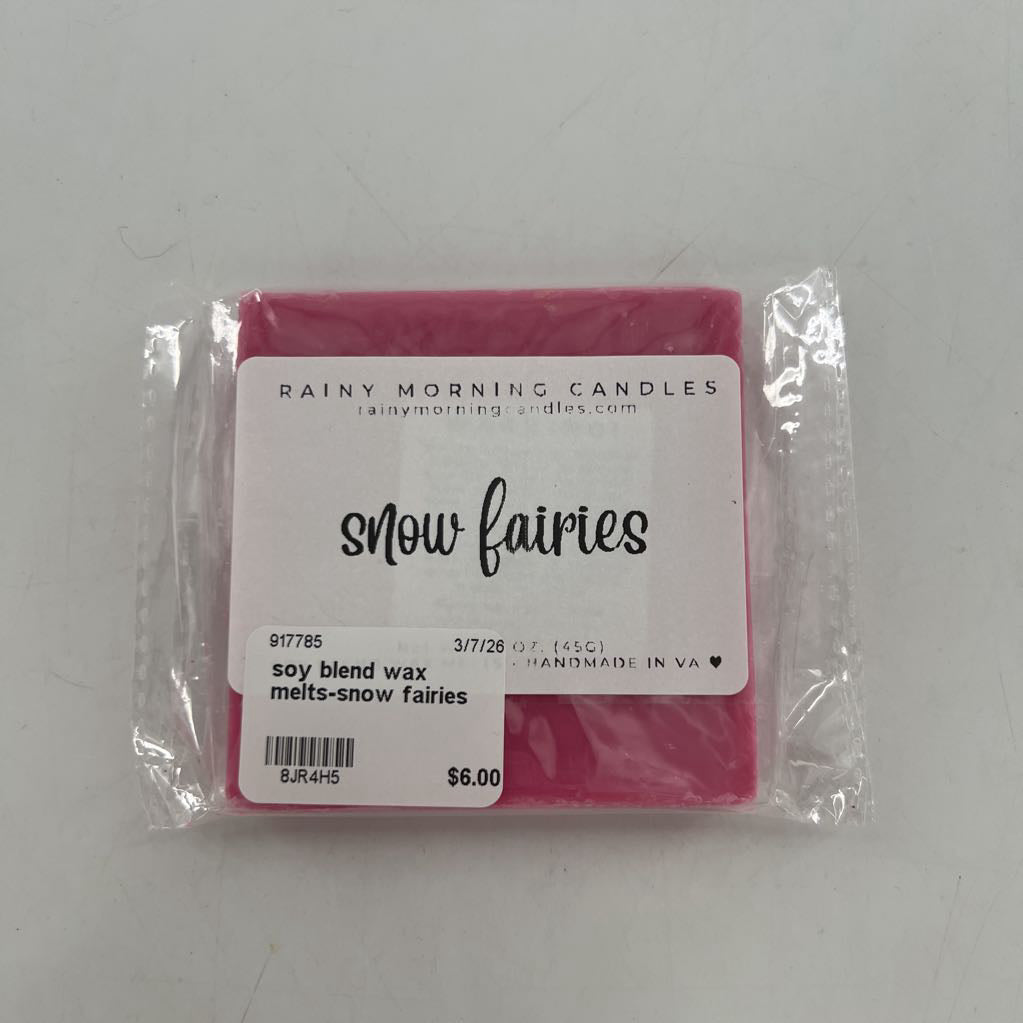 RAINY MORNING CANDLES
rainymorningcandles.com
snow fairies
917785 3/7/26 OZ. (45G)
HANDMADE IN VA ♥
soy blend wax
melts-snow fairies
8JR4H5 $6.00